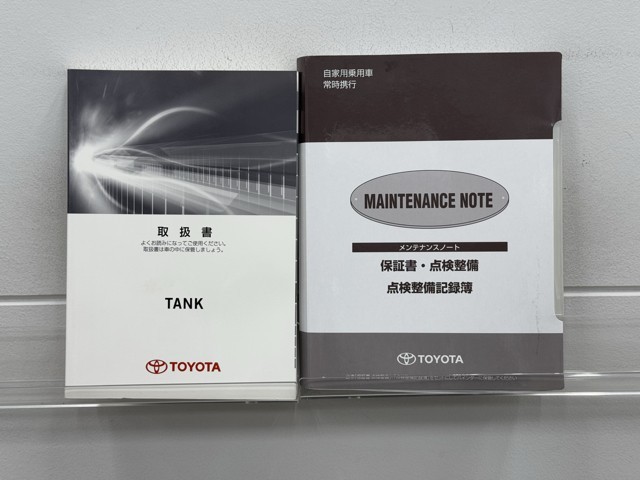 取扱書
よくお読みになってご使用ください。
取扱書は車の中に保管しましょう。
TANK
TOYOTA
自家用乗用車
常時携行
MAINTENANCE NOTE
メンテナンスノート
保証書・点検整備
点検整備記録簿
TOYOTA